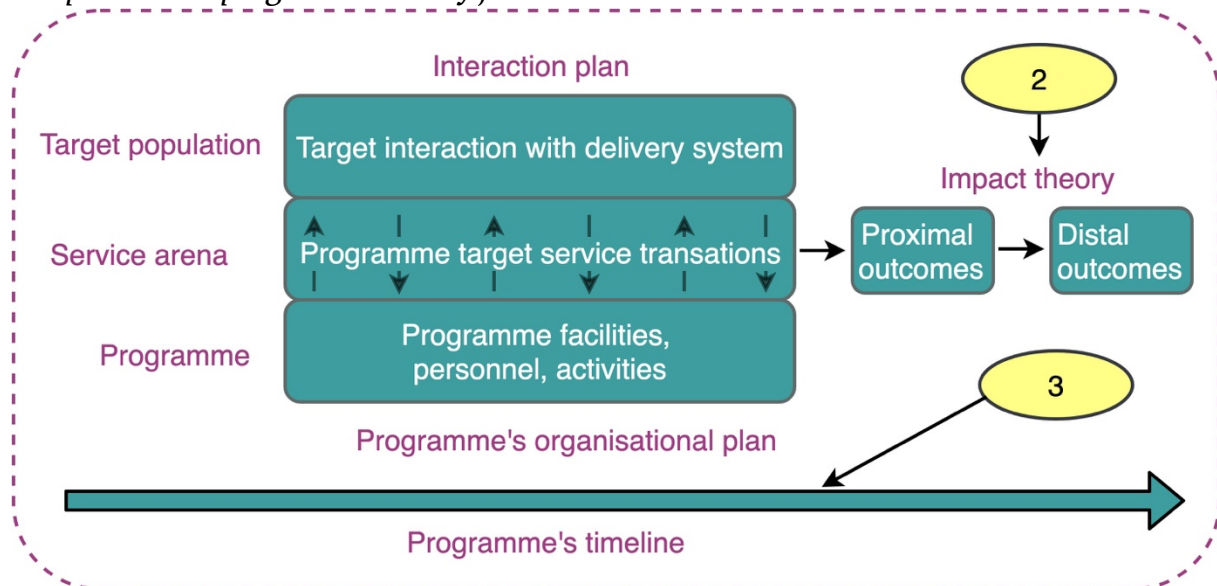 Interaction plan
2
Target population
Target interaction with delivery system
Impact theory
Service arena
Programme target service transations
Proximal
outcomes
Distal
outcomes
Programme
Programme facilities,
personnel, activities
3
Programme's organisational plan
Programme's timeline